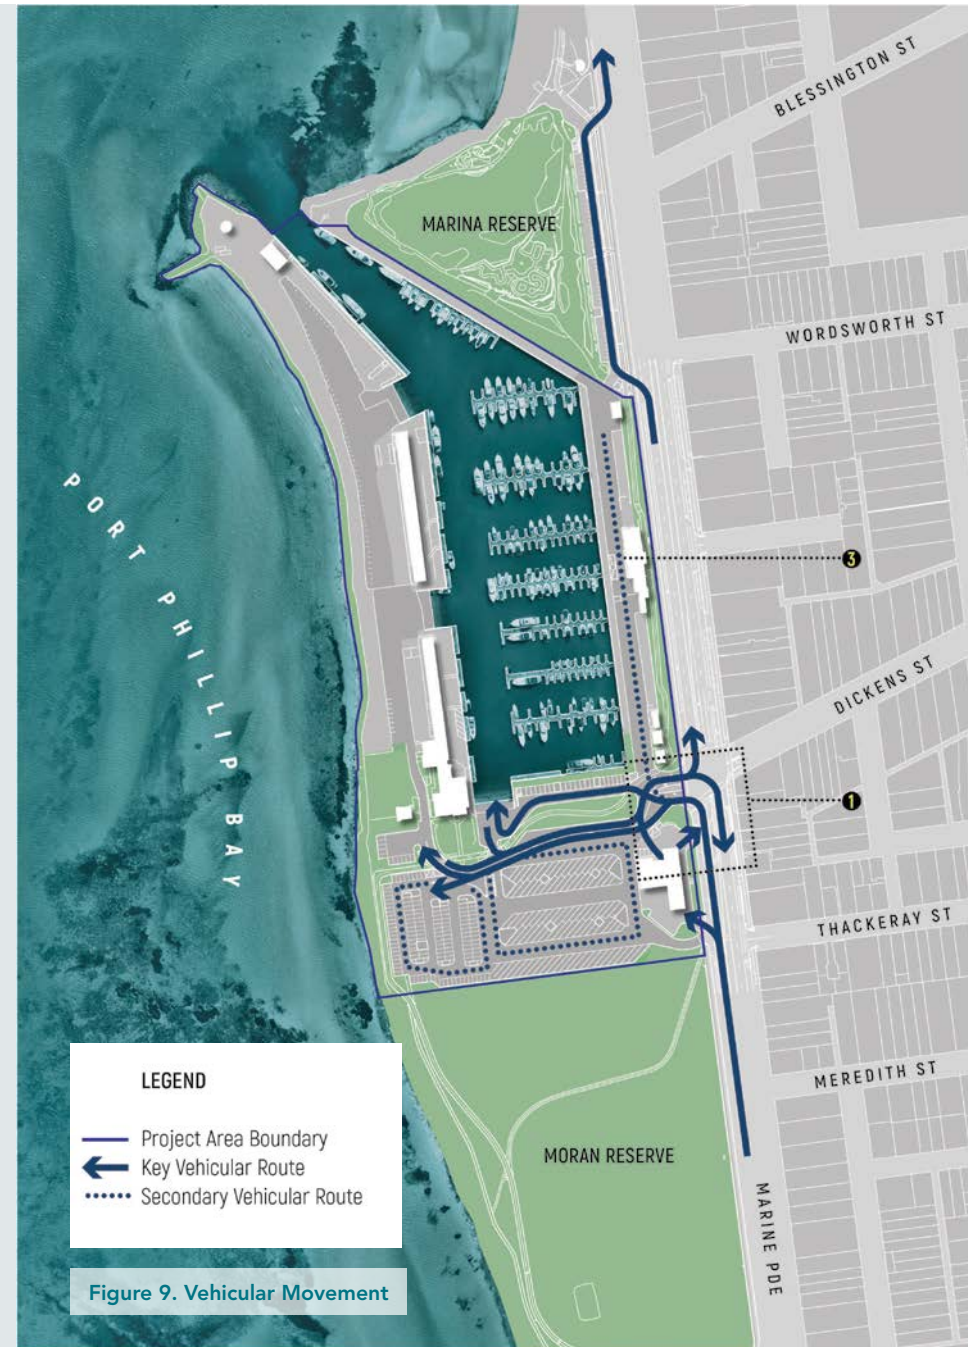 BLESSINGTON ST
MARINA RESERVE
WORDSWORTH ST
PORT PHILLIP BAY
3
DICKENS ST
1
THACKERAY ST
LEGEND
Project Area Boundary
Key Vehicular Route
Secondary Vehicular Route
MEREDITH ST
MORAN RESERVE
MARINE PDE
Figure 9. Vehicular Movement